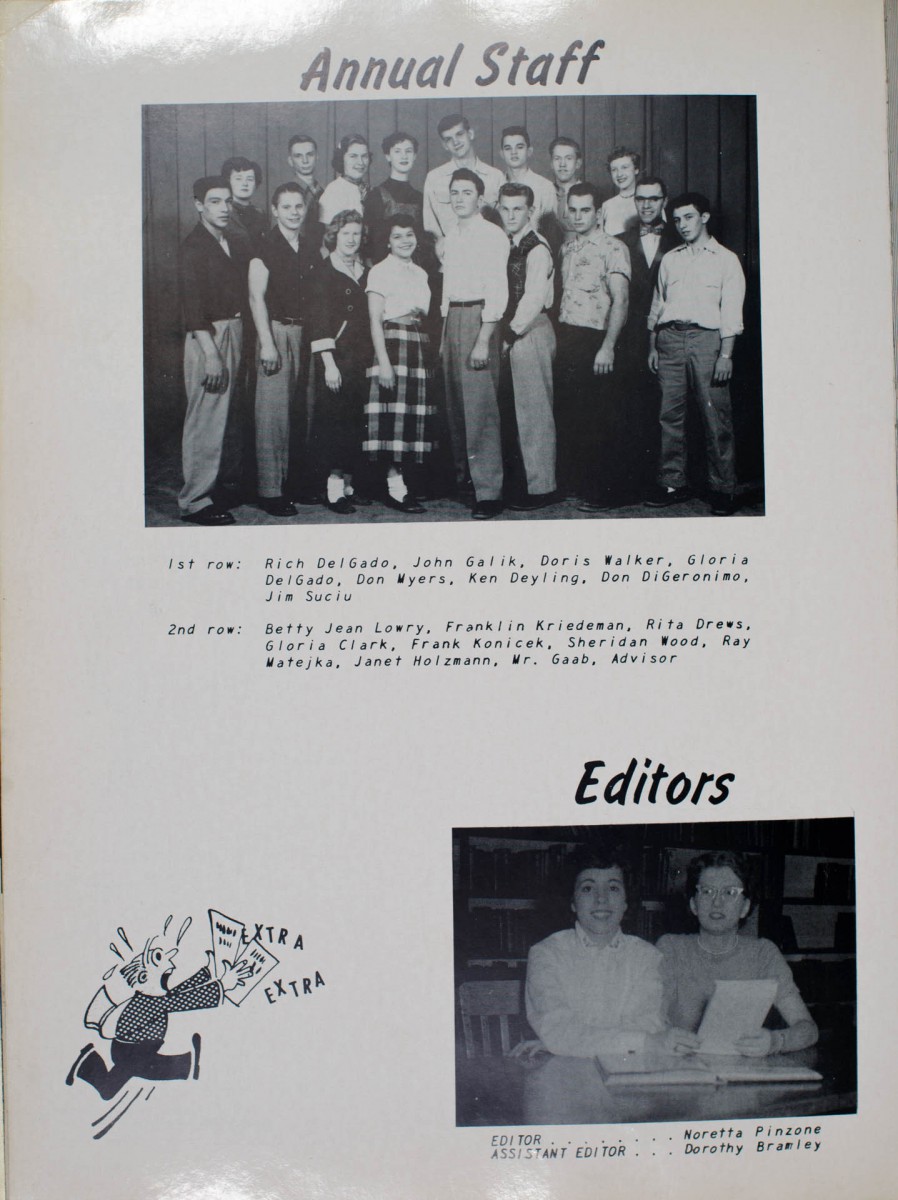 Annual Staff
1st row: Rich DelGado, John Galik, Doris Walker, Gloria
DelGado, Don Myers, Ken Deyling, Don DiGeronimo,
Jim Suciu
2nd row: Betty Jean Lowry, Franklin Kriedeman, Rita Drews,
Gloria Clark, Frank Konicek, Sheridan Wood, Ray
Matejka, Janet Holzmann, Mr. Gaab, Advisor
Editors
EXTRA
EXTRA
EDITOR . . . . . . . . Noretta Pinzone
ASSISTANT EDITOR . . . Dorothy Bramley